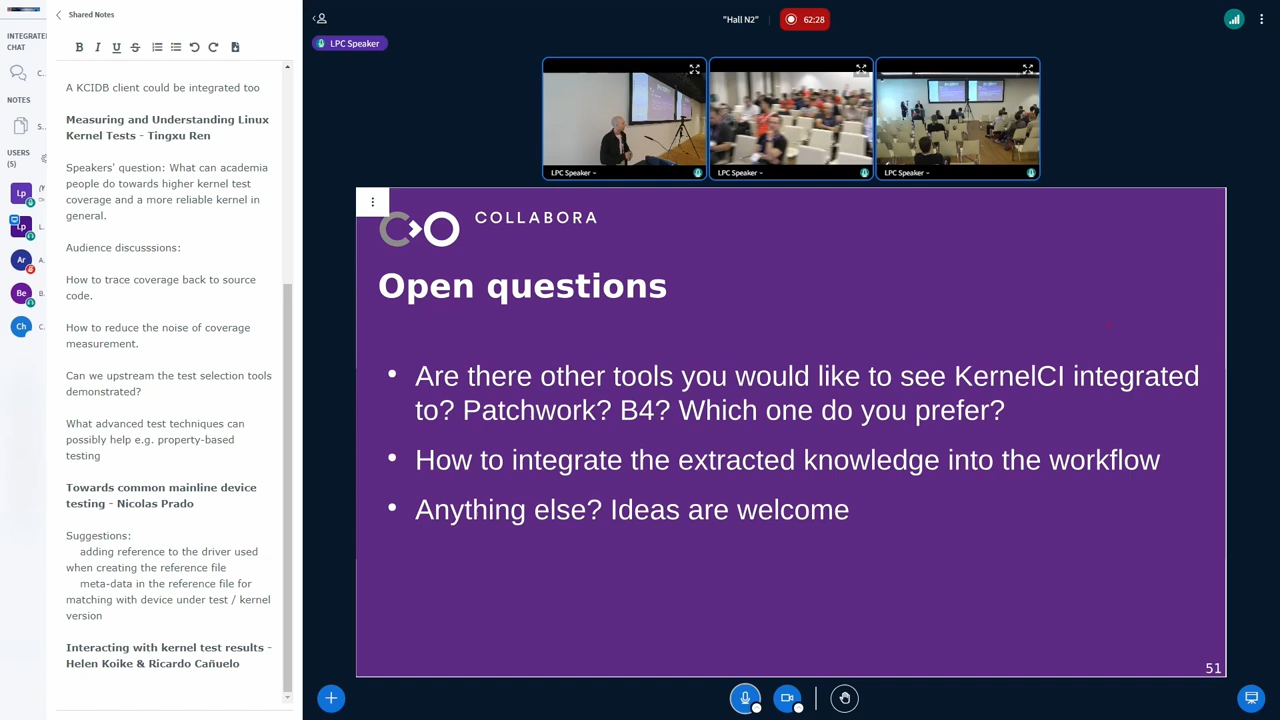 Shared Notes
INTEGRATE
CHAT
C.
NOTES
S.
USERS
(5)
Lp
Lp
L.
Ar
A.
Be
B.
Ch
C.
B I U S
A KCIDB client could be integrated too
Measuring and Understanding Linux
Kernel Tests - Tingxu Ren
Speakers' question: What can academia
people do towards higher kernel test
coverage and a more reliable kernel in
general.
Audience discusssions:
How to trace coverage back to source
code.
How to reduce the noise of coverage
measurement.
Can we upstream the test selection tools
demonstrated?
What advanced test techniques can
possibly help e.g. property-based
testing
Towards common mainline device
testing - Nicolas Prado
Suggestions:
adding reference to the driver used
when creating the reference file
meta-data in the reference file for
matching with device under test / kernel
version
Interacting with kernel test results -
Helen Koike & Ricardo Cañuelo
"Hall N2"
62:28
LPC Speaker
LPC Speaker
LPC Speaker
LPC Speaker
COLLABORA
Open questions
• Are there other tools you would like to see KernelCI integrated
to? Patchwork? B4? Which one do you prefer?
• How to integrate the extracted knowledge into the workflow
• Anything else? Ideas are welcome
51